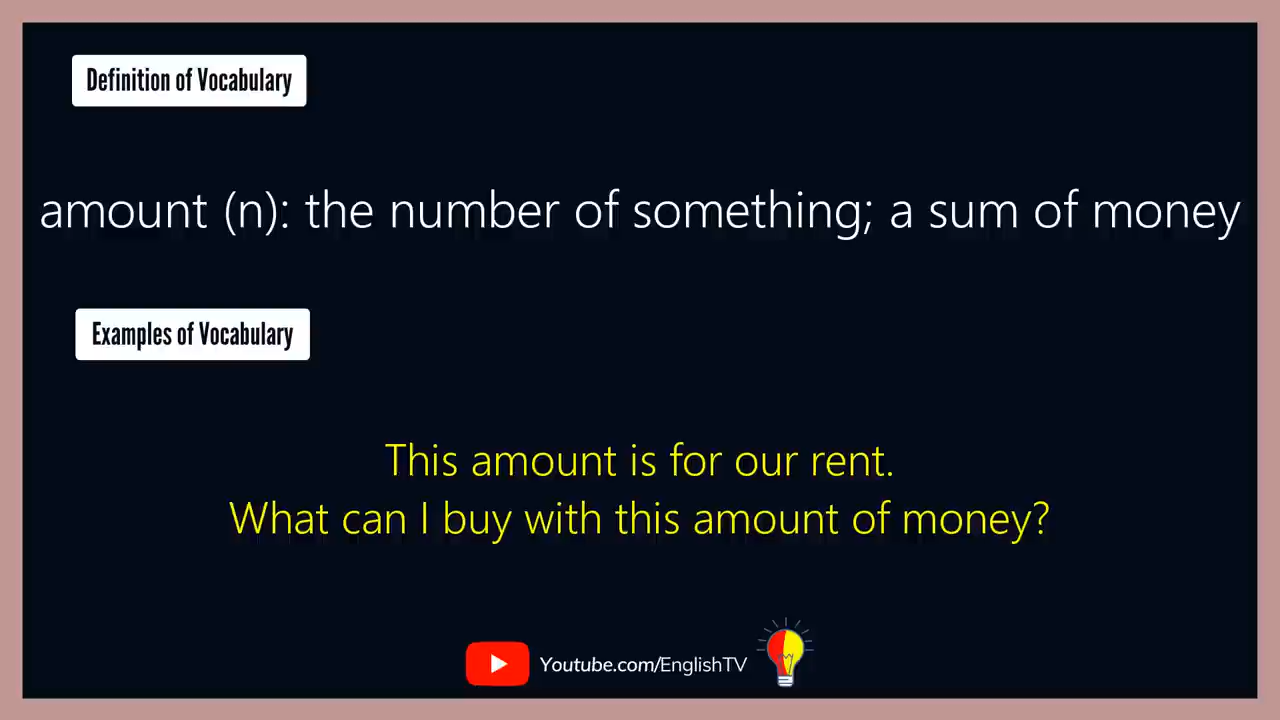 Definition of Vocabulary
amount (n): the number of something; a sum of money
Examples of Vocabulary
This amount is for our rent.
What can I buy with this amount of money?
Youtube.com/EnglishTV